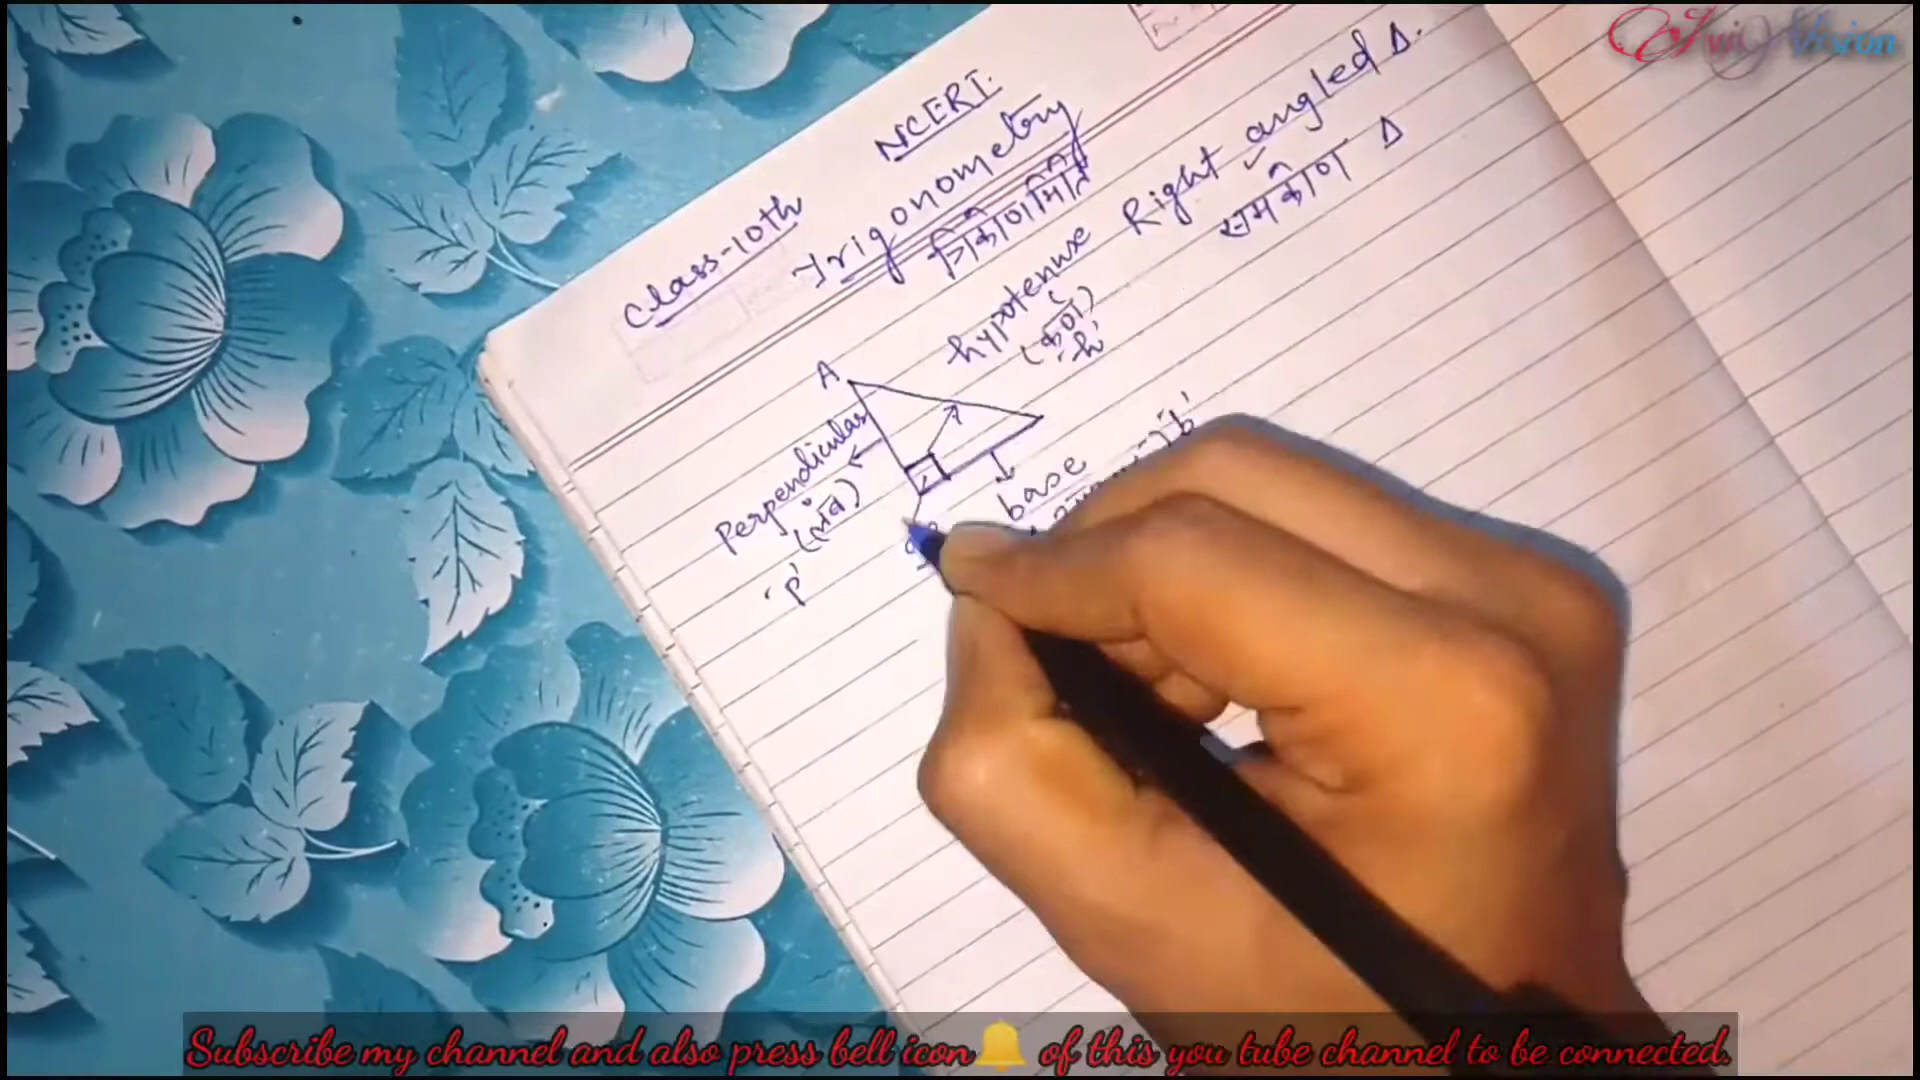 NCERT.
Class-10th
Trigonometry
त्रिकोणमिति
Right angled Δ.
समकोण Δ
hypotenuse
(कर्ण)
'h'
A
Perpendicular
(लंब)
'p'
base
'b'
Subscribe my channel and also press bell icon🔔 of this you tube channel to be connected.